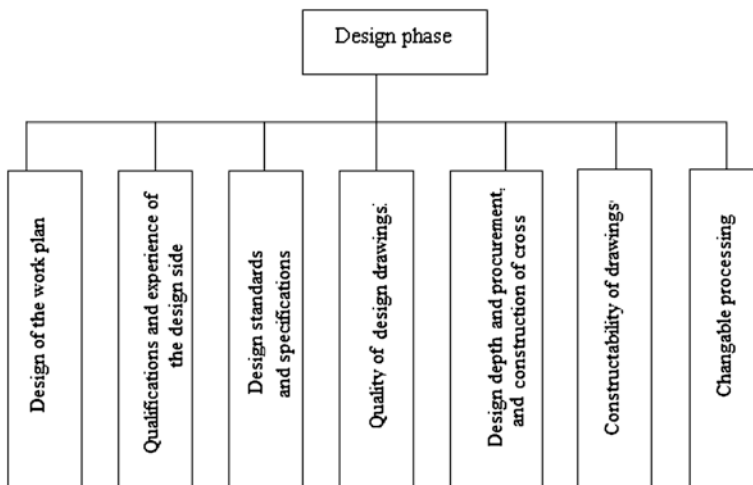 Design phase
Design of the work plan
Qualifications and experience of
the design side
Design standards
and specifications
Quality of design drawings.
Design depth and procurement,
and construction of cross
Constructability of drawings
Changable processing